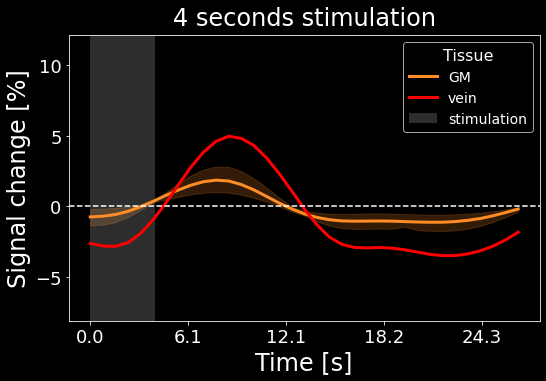 4 seconds stimulation
Signal change [%]
10
5
0
−5
Tissue
GM
vein
stimulation
0.0 6.1 12.1 18.2 24.3
Time [s]